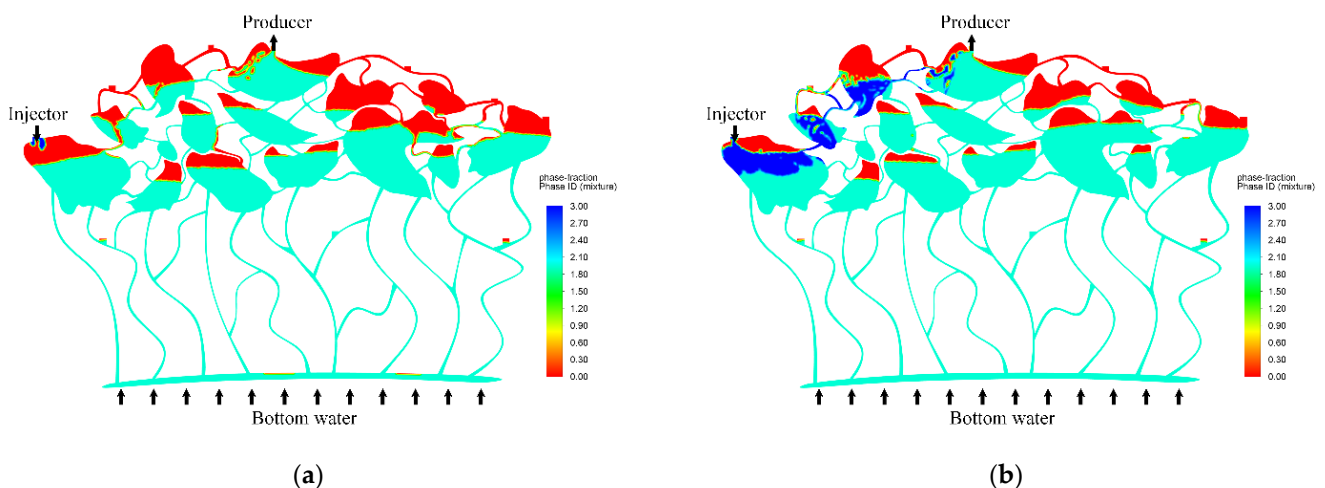 Producer
Injector
phase-fraction
Phase ID (mixture)
3.00
2.70
2.40
2.10
1.80
1.50
1.20
0.90
0.60
0.30
0.00
Bottom water
(a)
Producer
Injector
phase-fraction
Phase ID (mixture)
3.00
2.70
2.40
2.10
1.80
1.50
1.20
0.90
0.60
0.30
0.00
Bottom water
(b)